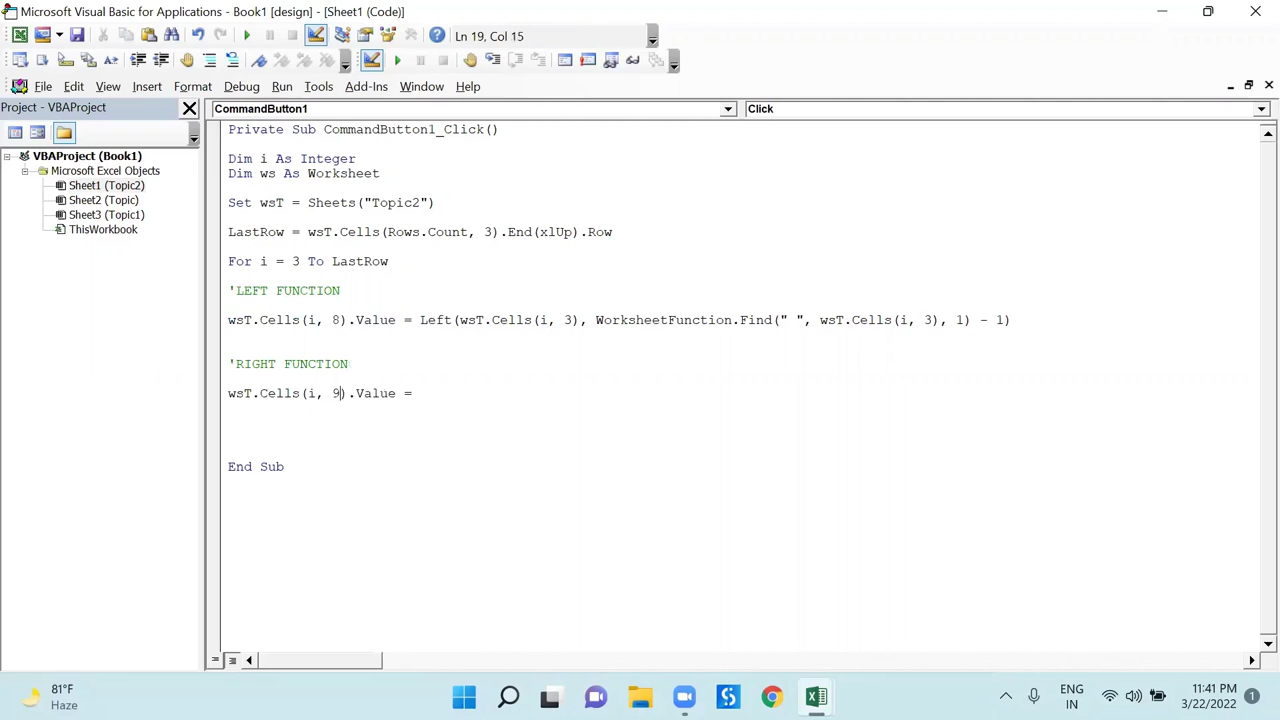 Microsoft Visual Basic for Applications - Book1 [design] - [Sheet1 (Code)]
Ln 19, Col 15
File Edit View Insert Format Debug Run Tools Add-Ins Window Help
Project - VBAProject
CommandButton1
Click
VBAProject (Book1)
Microsoft Excel Objects
Sheet1 (Topic2)
Sheet2 (Topic)
Sheet3 (Topic1)
ThisWorkbook
Private Sub CommandButton1_Click()
Dim i As Integer
Dim ws As Worksheet
Set wsT = Sheets("Topic2")
LastRow = wsT.Cells(Rows.Count, 3).End(xlUp).Row
For i = 3 To LastRow
'LEFT FUNCTION
wsT.Cells(i, 8).Value = Left(wsT.Cells(i, 3), WorksheetFunction.Find(" ", wsT.Cells(i, 3), 1) - 1)
'RIGHT FUNCTION
wsT.Cells(i, 9).Value =
End Sub
81°F
Haze
ENG
IN
11:41 PM
3/22/2022
1